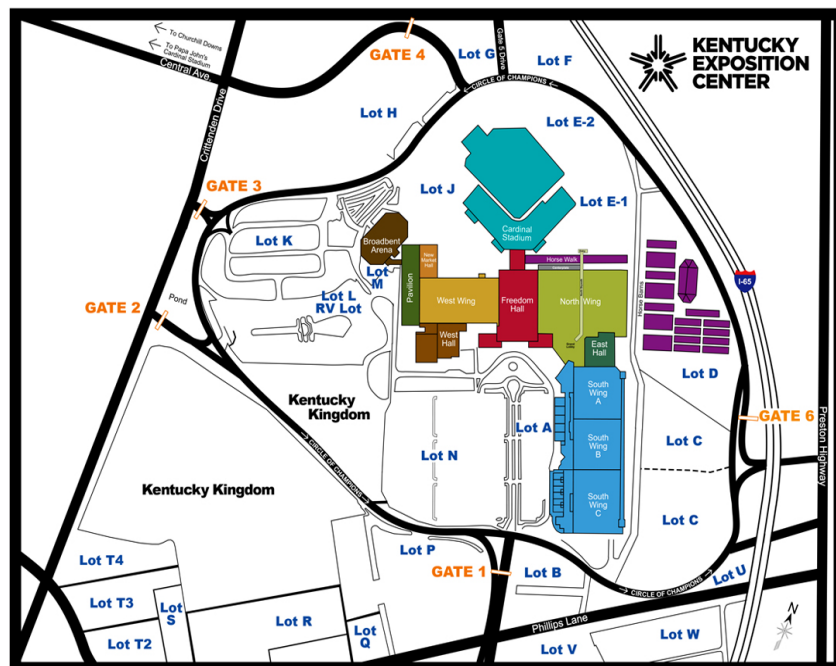 To Churchill Downs
To Papa John's
Cardinal Stadium
Central Ave.
GATE 4
Lot G
Gate 5 Drive
Lot F
KENTUCKY
EXPOSITION
CENTER
CIRCLE OF CHAMPIONS
Lot H
Crittenden Drive
Lot E-2
GATE 3
Lot J
Lot E-1
Lot K
Broadbent
Arena
Cardinal
Stadium
New
Market
Hall
Horse Walk
Lot
M
Pavilion
I-65
Lot L
RV Lot
West Wing
Freedom
Hall
North Wing
Horse Barns
Pond
GATE 2
West
Hall
East
Hall
Lot D
Kentucky
Kingdom
South
Wing
A
Lot A
GATE 6
Preston Highway
CIRCLE OF CHAMPIONS
Lot N
South
Wing
B
Lot C
Kentucky Kingdom
South
Wing
C
Lot C
Lot P
GATE 1
Lot B
CIRCLE OF CHAMPIONS
Lot U
Lot T4
Lot T3
Lot
S
Lot R
Lot T2
Lot
Q
Phillips Lane
Lot V
Lot W
N